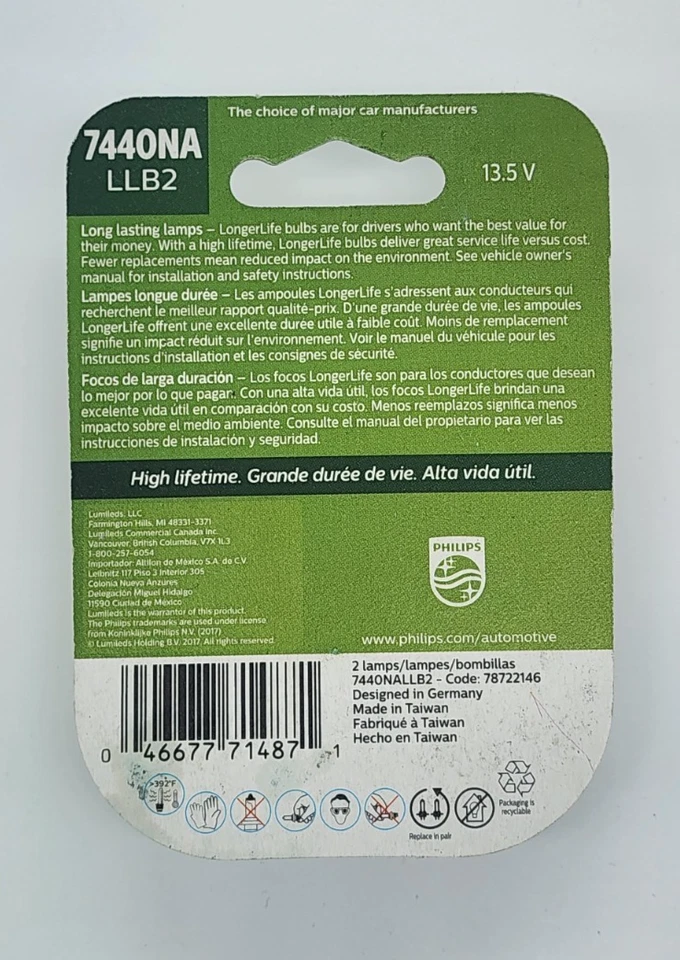 The choice of major car manufacturers
7440NA
LLB2
13.5 V
Long lasting lamps – LongerLife bulbs are for drivers who want the best value for
their money. With a high lifetime, LongerLife bulbs deliver great service life versus cost.
Fewer replacements mean reduced impact on the environment. See vehicle owner's
manual for installation and safety instructions.
Lampes longue durée – Les ampoules LongerLife s'adressent aux conducteurs qui
recherchent le meilleur rapport qualité-prix. D'une grande durée de vie, les ampoules
LongerLife offrent une excellente durée utile à faible coût. Moins de remplacement
signifie un impact réduit sur l'environnement. Voir le manuel du véhicule pour les
instructions d'installation et les consignes de sécurité.
Focos de larga duración – Los focos LongerLife son para los conductores que desean
lo mejor por lo que pagan. Con una alta vida útil, los focos LongerLife brindan una
excelente vida útil en comparación con su costo. Menos reemplazos significa menos
impacto sobre el medio ambiente. Consulte el manual del propietario para ver las
instrucciones de instalación y seguridad.
High lifetime. Grande durée de vie. Alta vida útil.
Lumileds, LLC
Farmington Hills, MI 48331-3371
Lumileds Commercial Canada Inc.
Vancouver, British Columbia, V7X 1L3
1-800-257-6054
Importador: Allilon de México S.A. de C.V.
Leibnitz 117 Piso 3 Interior 305
Colonia Nueva Anzures
Delegación Miguel Hidalgo
11590 Ciudad de México
Lumileds is the warrantor of this product.
The Philips trademarks are used under license
from Koninklijke Philips N.V. (2017)
© Lumileds Holding B.V. 2017, All rights reserved
PHILIPS
www.philips.com/automotive
2 lamps/lampes/bombillas
7440NALLB2 - Code: 78722146
Designed in Germany
Made in Taiwan
Fabriqué à Taiwan
Hecho en Taiwan
0 46677 71487 1
>392°F
Replace in pair
Packaging is
recyclable